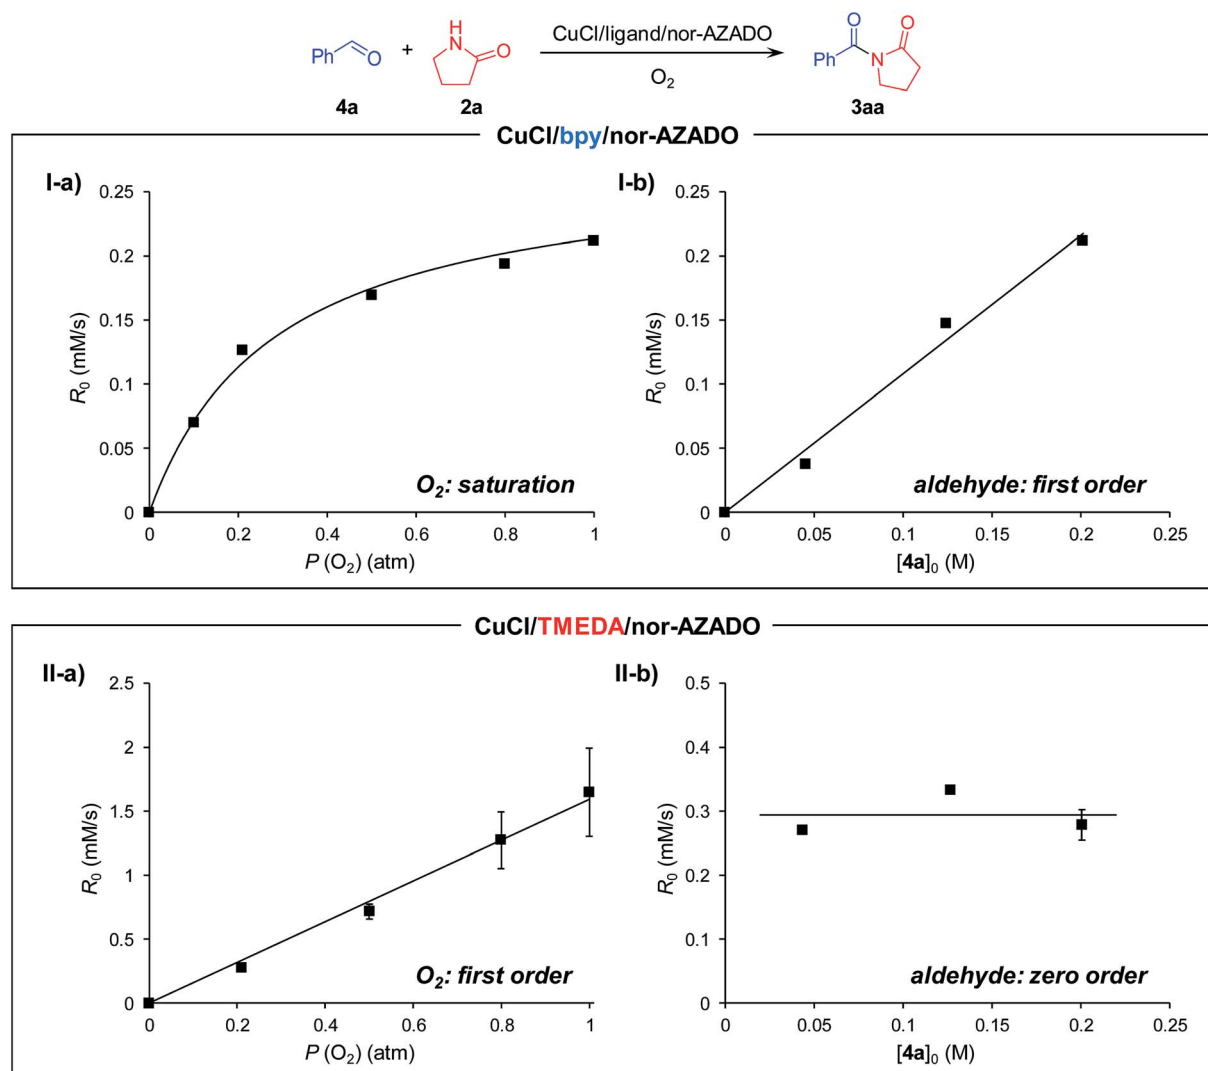 H
N
O
Ph
O
+
CuCl/ligand/nor-AZADO
O2
O
O
Ph
N
4a
2a
3aa
CuCl/bpy/nor-AZADO
I-a)
0.25
0.2
0.15
0.1
0.05
0
R0 (mM/s)
O2: saturation
0 0.2 0.4 0.6 0.8 1
P (O2) (atm)
I-b)
0.25
0.2
0.15
0.1
0.05
0
R0 (mM/s)
aldehyde: first order
0 0.05 0.1 0.15 0.2 0.25
[4a]0 (M)
CuCl/TMEDA/nor-AZADO
II-a)
2.5
2
1.5
1
0.5
0
R0 (mM/s)
O2: first order
0 0.2 0.4 0.6 0.8 1
P (O2) (atm)
II-b)
0.5
0.4
0.3
0.2
0.1
0
R0 (mM/s)
aldehyde: zero order
0 0.05 0.1 0.15 0.2 0.25
[4a]0 (M)